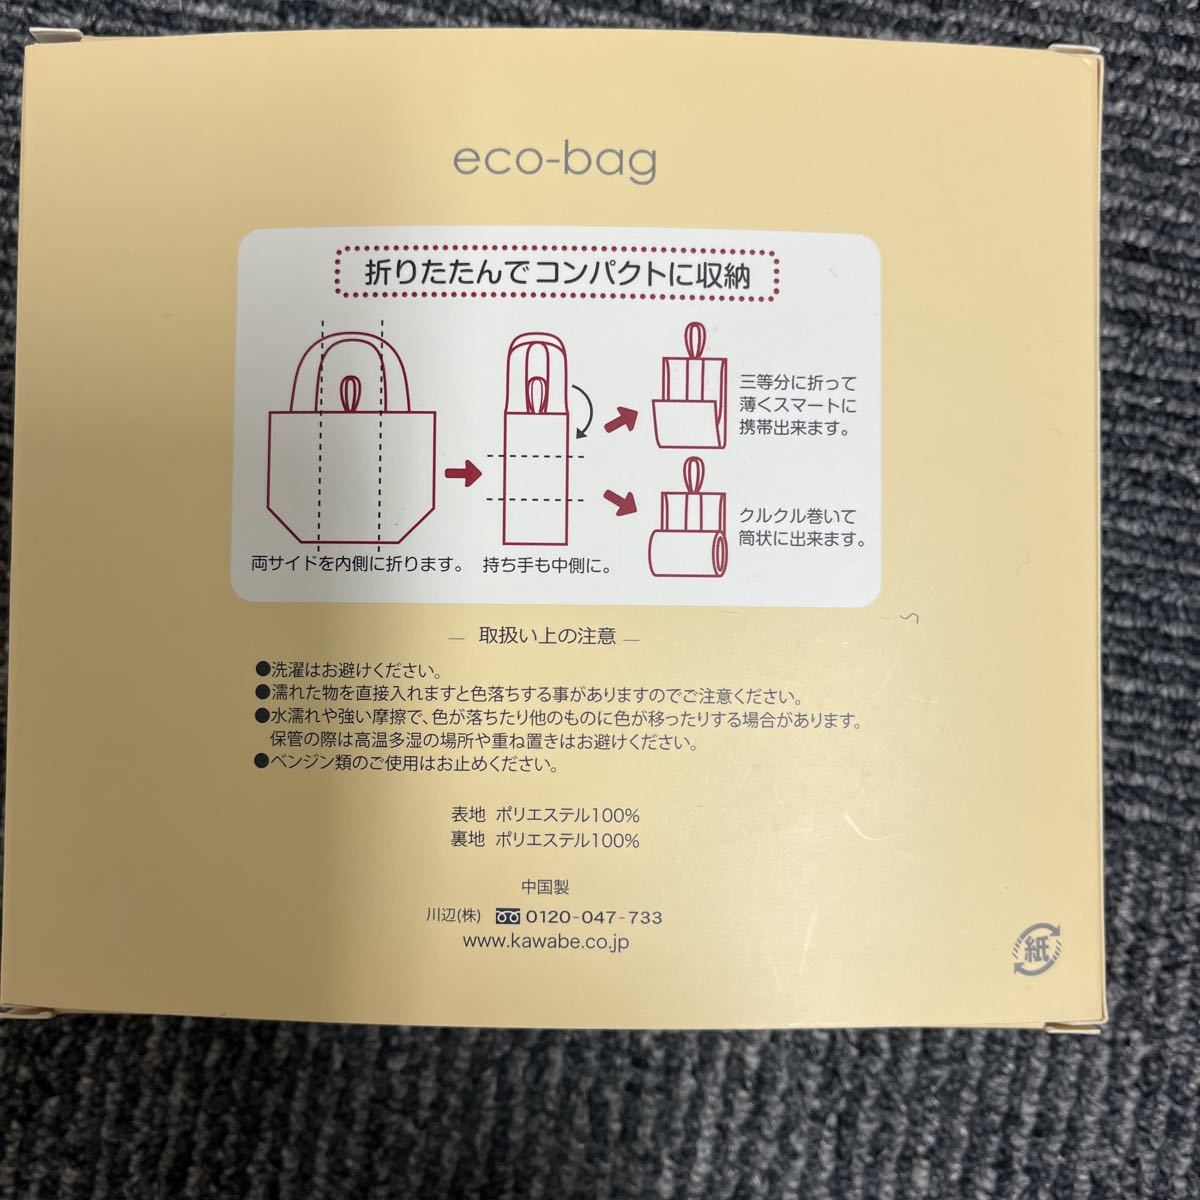 eco-bag
折りたたんでコンパクトに収納
両サイドを内側に折ります。
持ち手も中側に。
三等分に折って
薄くスマートに
携帯出来ます。
クルクル巻いて
筒状に出来ます。
― 取扱い上の注意 ―
●洗濯はお避けください。
●濡れた物を直接入れますと色落ちする事がありますのでご注意ください。
●水濡れや強い摩擦で、色が落ちたり他のものに色が移ったりする場合があります。
保管の際は高温多湿の場所や重ね置きはお避けください。
●ベンジン類のご使用はお止めください。
表地 ポリエステル100%
裏地 ポリエステル100%
中国製
川辺(株) 0120-047-733
www.kawabe.co.jp
紙